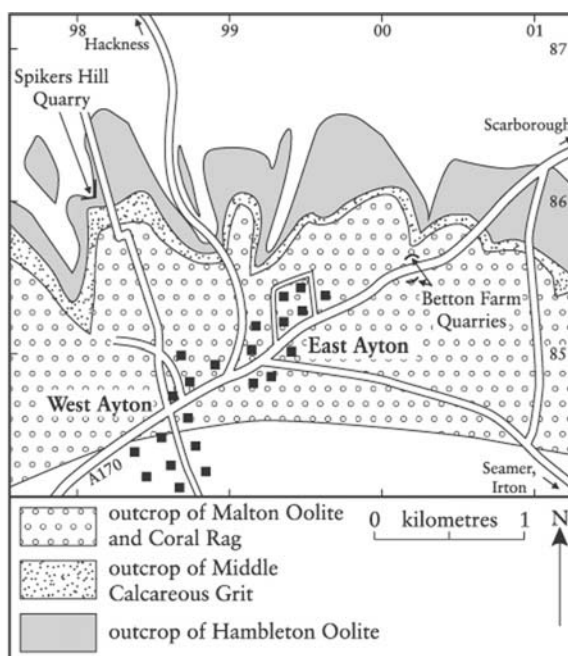 98 99 00 01
87
Hackness
Spikers Hill
Quarry
Scarborough
86
Betton Farm
Quarries
East Ayton
85
West Ayton
A170
Seamer,
Irton
outcrop of Malton Oolite
and Coral Rag
0 kilometres 1
N
outcrop of Middle
Calcareous Grit
outcrop of Hambleton Oolite